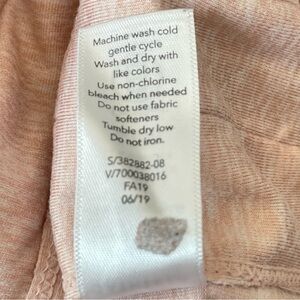 Machine wash cold
gentle cycle
Wash and dry with
like colors
Use non-chlorine
bleach when needed
Do not use fabric
softeners
Tumble dry low
Do not iron.
S/382882-08
V/700038016
FA19
06/19